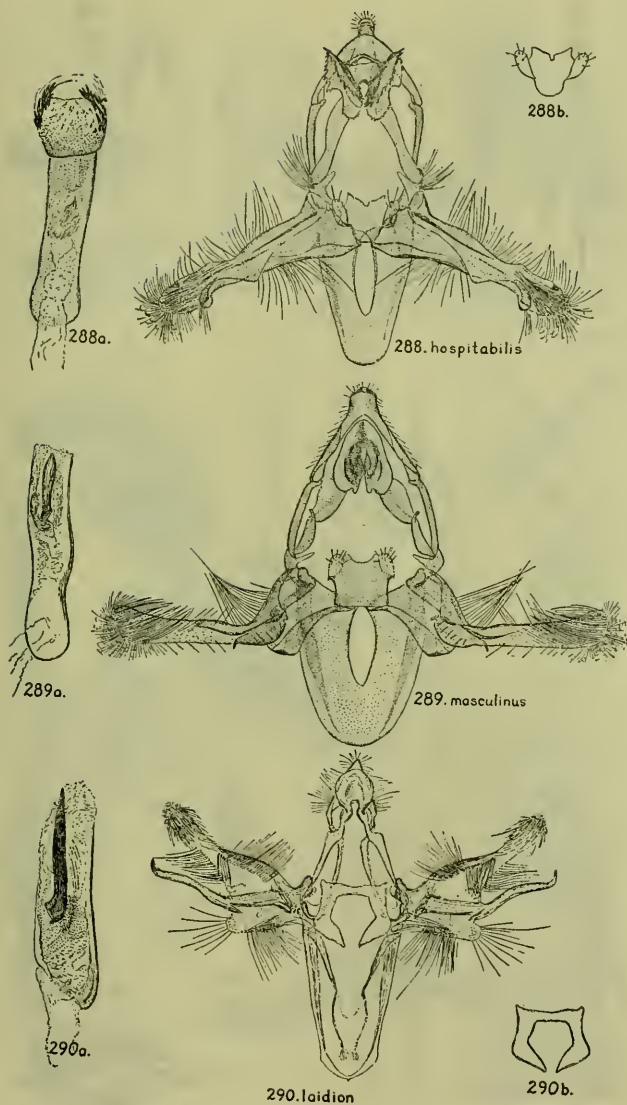 288b.
288a.
288. hospitabilis
289a.
289. masculinus
290a.
290b.
290. laidion